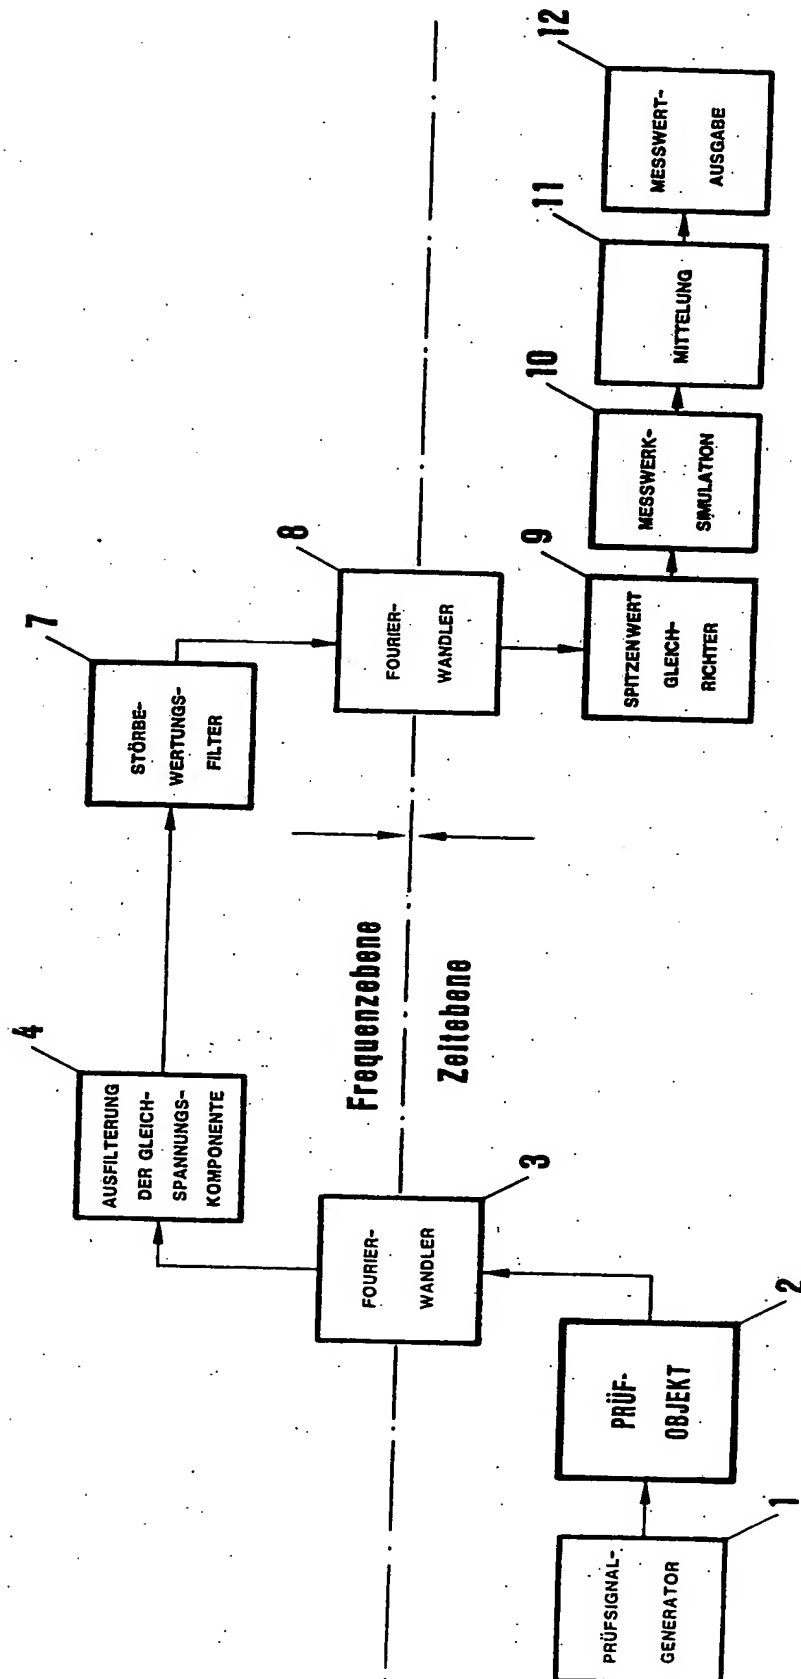 4
AUSFILTERUNG
DER GLEICH-
SPANNUNGS-
KOMPONENTE
7
STÖRBE-
WERTUNGS-
FILTER
3
FOURIER-
WANDLER
8
FOURIER-
WANDLER
Frequenzebene
Zeitebene
1
PRÜFSIGNAL-
GENERATOR
2
PRÜF-
OBJEKT
9
SPITZENWERT
GLEICH-
RICHTER
10
MESSWERK-
SIMULATION
11
MITTELUNG
12
MESSWERT-
AUSGABE